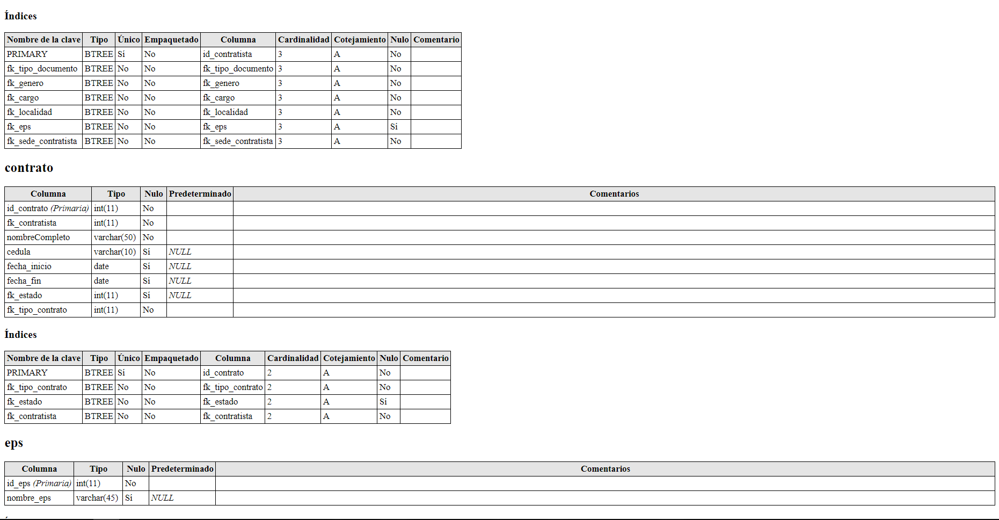 Índices
Nombre de la clave Tipo Único Empaquetado Columna Cardinalidad Cotejamiento Nulo Comentario
PRIMARY BTREE Sí No id_contratista 3 A No
fk_tipo_documento BTREE No No fk_tipo_documento 3 A No
fk_genero BTREE No No fk_genero 3 A No
fk_cargo BTREE No No fk_cargo 3 A No
fk_localidad BTREE No No fk_localidad 3 A No
fk_eps BTREE No No fk_eps 3 A Sí
fk_sede_contratista BTREE No No fk_sede_contratista 3 A No
contrato
Columna Tipo Nulo Predeterminado Comentarios
id_contrato (Primaria) int(11) No
fk_contratista int(11) No
nombreCompleto varchar(50) No
cedula varchar(10) Sí NULL
fecha_inicio date Sí NULL
fecha_fin date Sí NULL
fk_estado int(11) Sí NULL
fk_tipo_contrato int(11) No
Índices
Nombre de la clave Tipo Único Empaquetado Columna Cardinalidad Cotejamiento Nulo Comentario
PRIMARY BTREE Sí No id_contrato 2 A No
fk_tipo_contrato BTREE No No fk_tipo_contrato 2 A No
fk_estado BTREE No No fk_estado 2 A Sí
fk_contratista BTREE No No fk_contratista 2 A No
eps
Columna Tipo Nulo Predeterminado Comentarios
id_eps (Primaria) int(11) No
nombre_eps varchar(45) Sí NULL